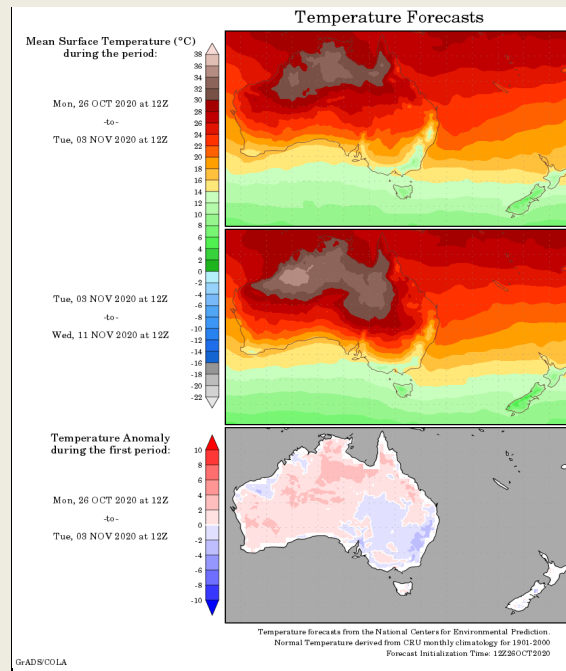 Temperature Forecasts
Mean Surface Temperature (°C)
during the period:
Mon, 26 OCT 2020 at 12Z
-to-
Tue, 03 NOV 2020 at 12Z
38
36
34
32
30
28
26
24
22
20
18
16
14
12
10
8
6
4
2
0
-2
-4
-6
-8
-10
-12
-14
-16
-18
-20
-22
Tue, 03 NOV 2020 at 12Z
-to-
Wed, 11 NOV 2020 at 12Z
Temperature Anomaly
during the first period:
Mon, 26 OCT 2020 at 12Z
-to-
Tue, 03 NOV 2020 at 12Z
10
8
6
4
2
0
-2
-4
-6
-8
-10
Temperature forecasts from the National Centers for Environmental Prediction.
Normal Temperature derived from CRU monthly climatology for 1901-2000
Forecast Initialization Time: 12Z26OCT2020
GrADS/COLA